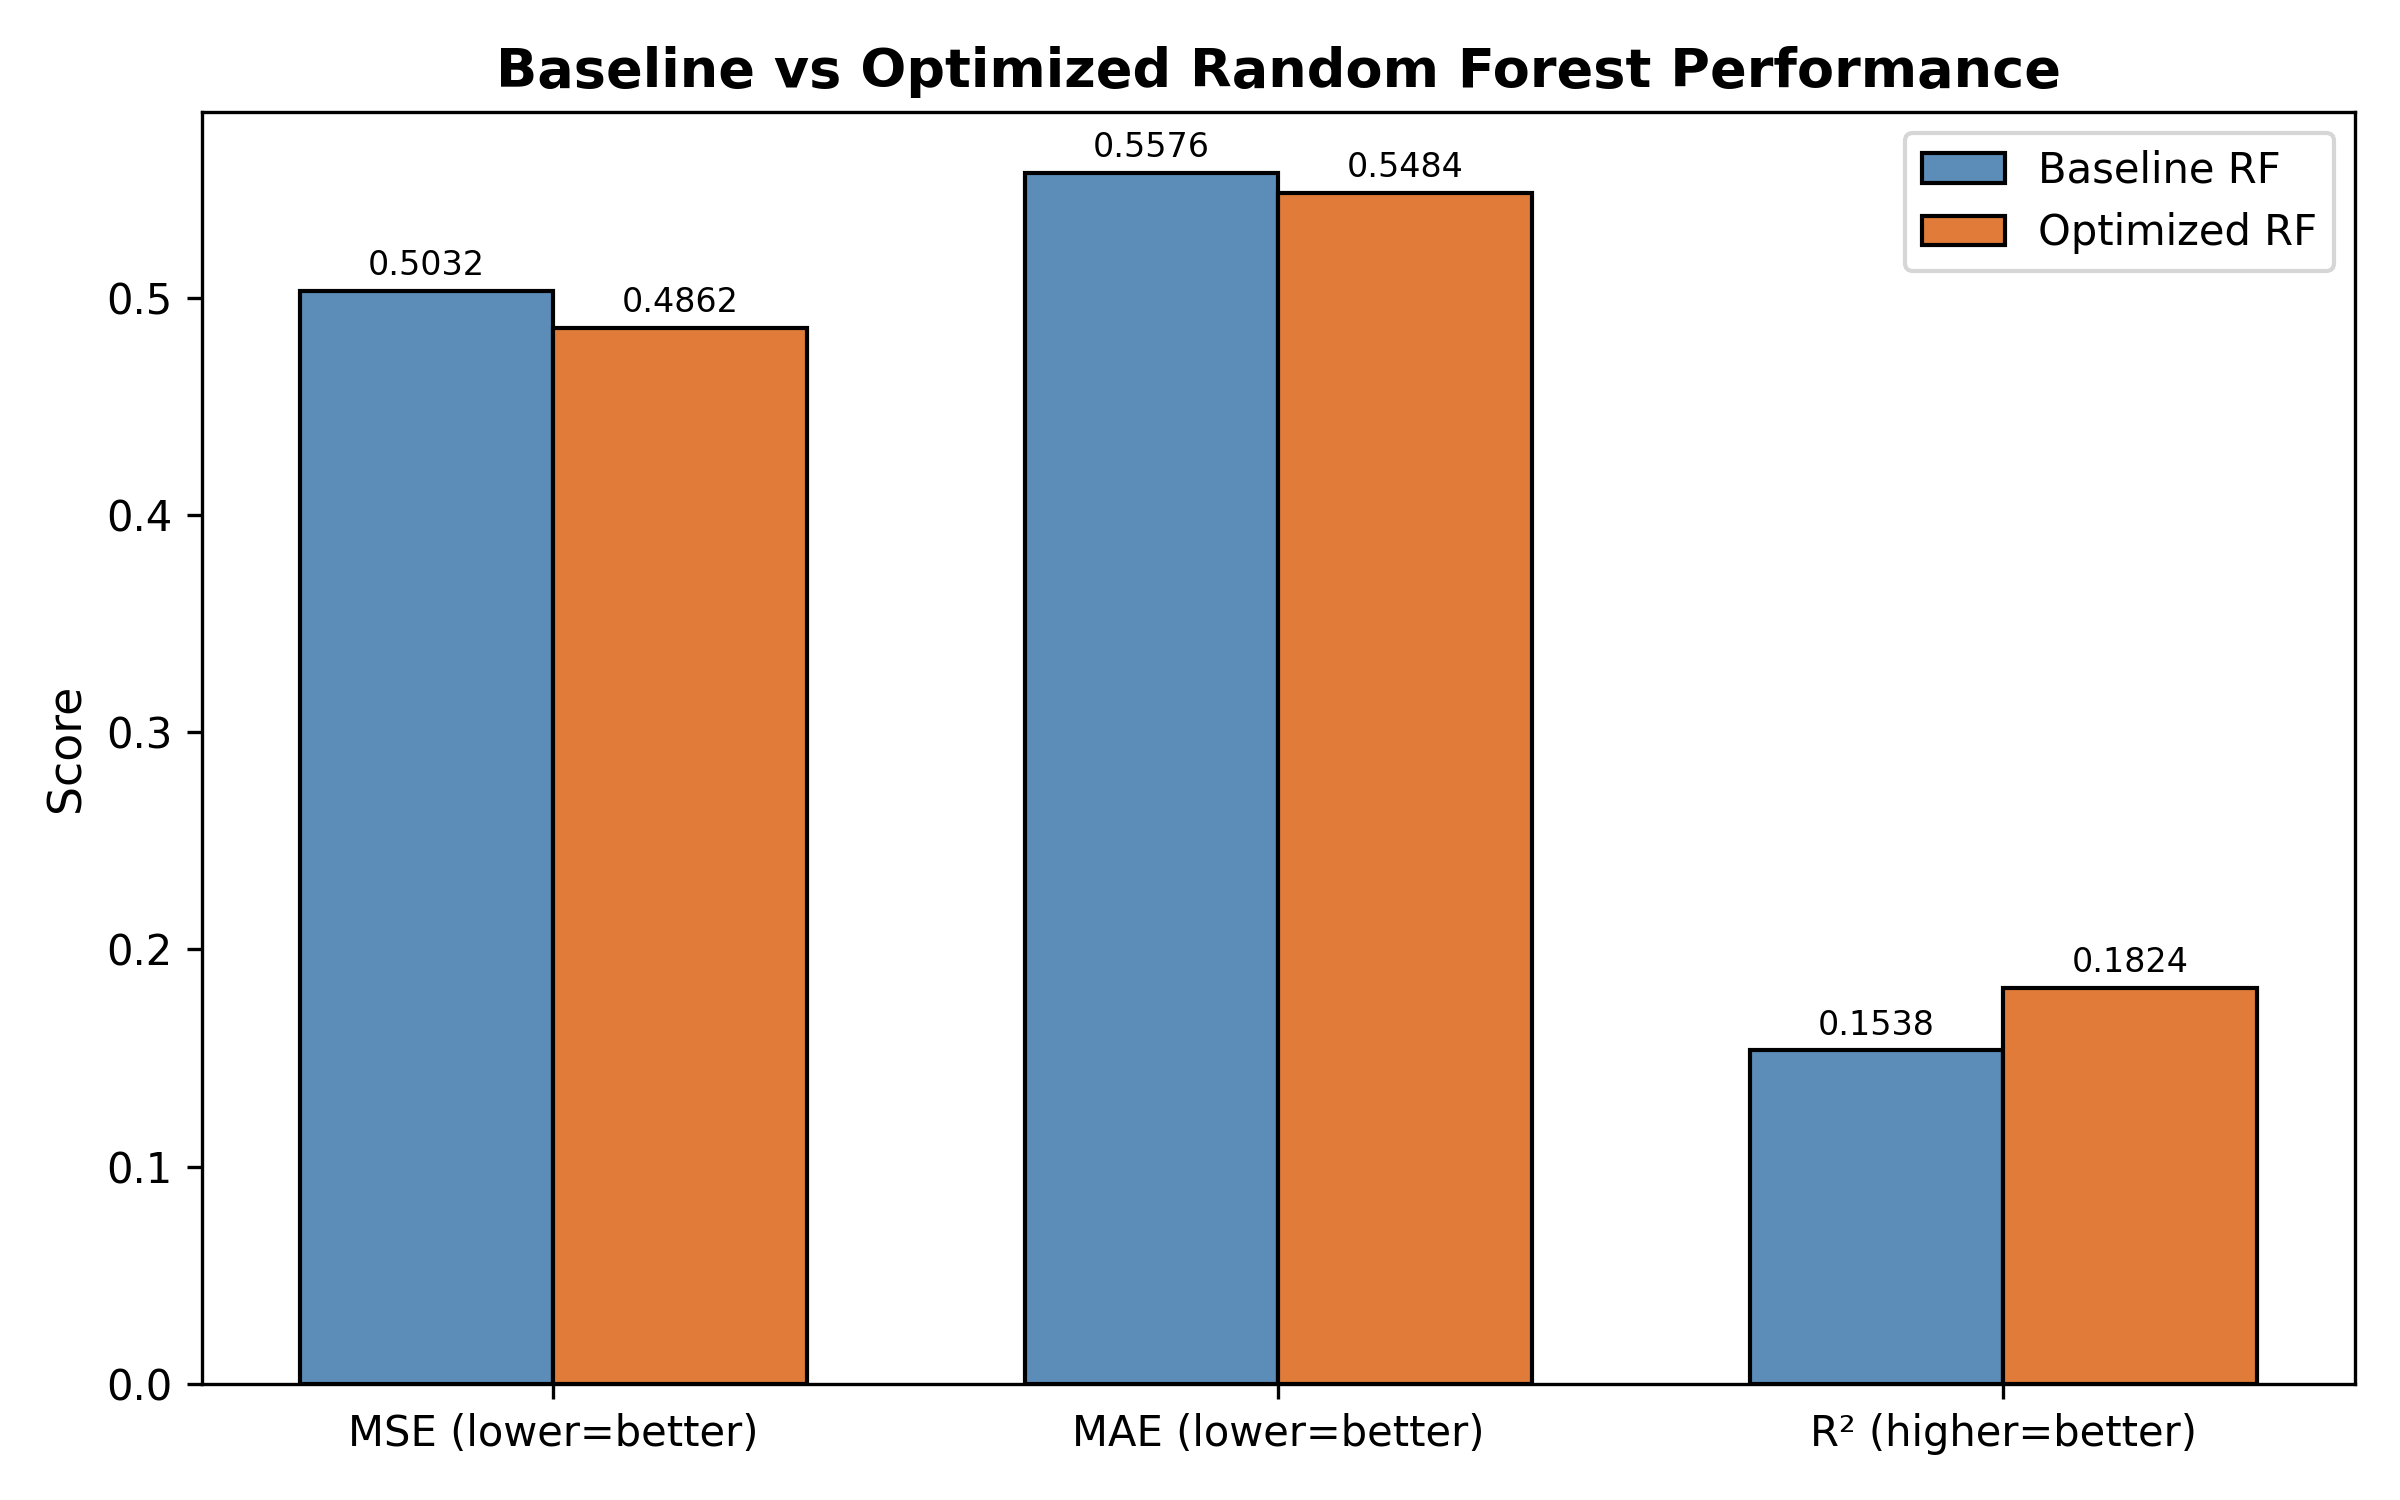 Baseline vs Optimized Random Forest Performance
Baseline RF
Optimized RF
0.5032
0.4862
0.5576
0.5484
0.1538
0.1824
Score
0.5
0.4
0.3
0.2
0.1
0.0
MSE (lower=better)
MAE (lower=better)
R² (higher=better)